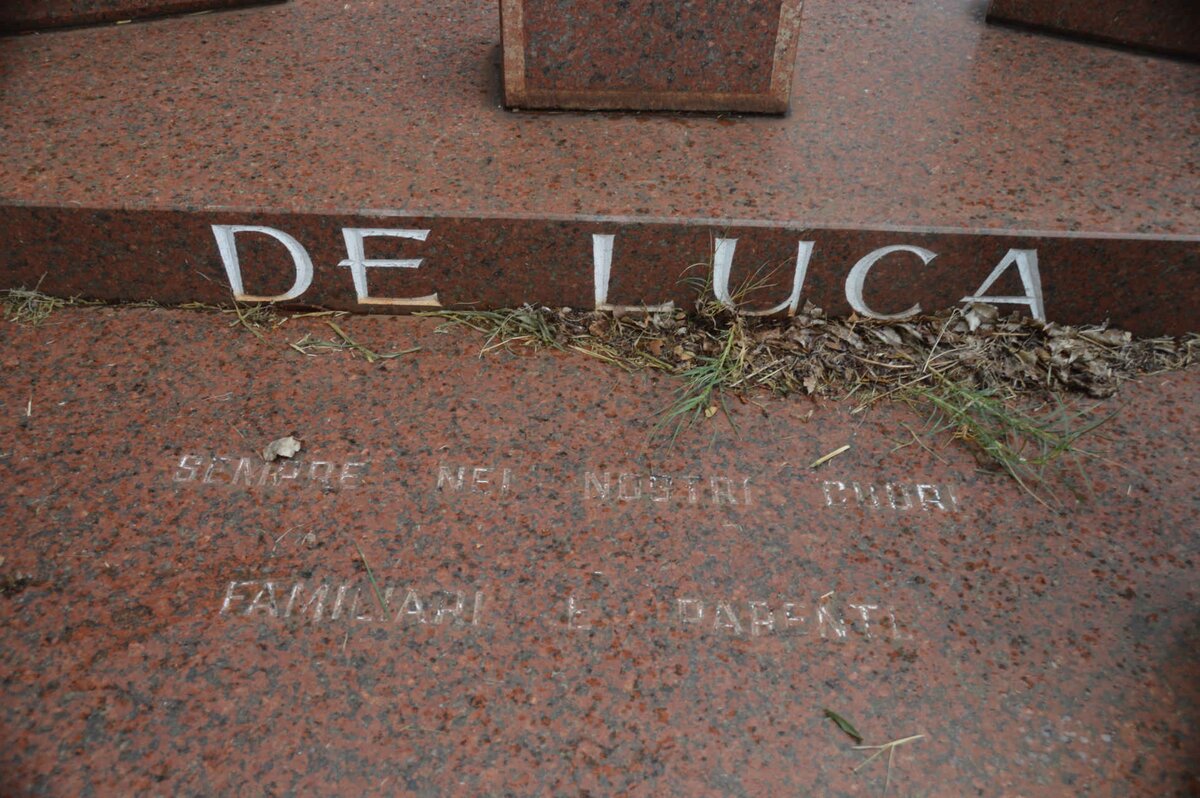 DE LUCA
SEMPRE NEI NOSTRI CUORI
FAMILIARI E PARENTI